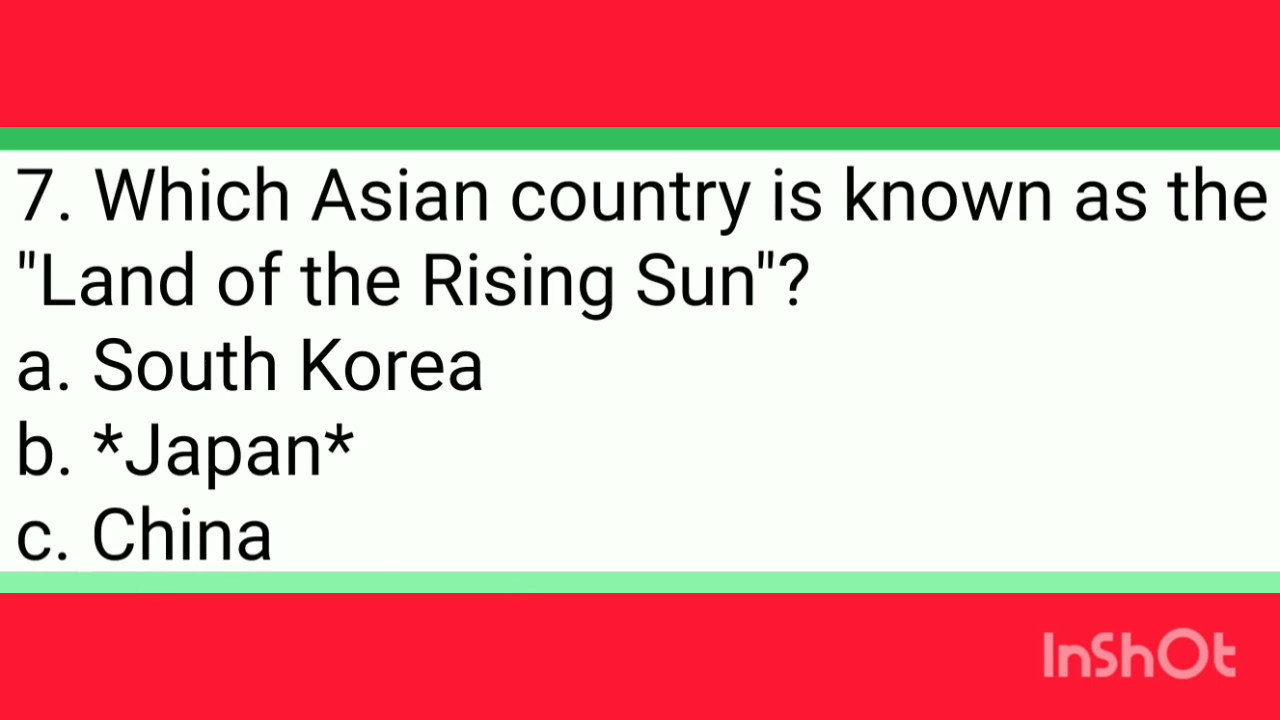 7. Which Asian country is known as the
"Land of the Rising Sun"?
a. South Korea
b. *Japan*
c. China
InShOt